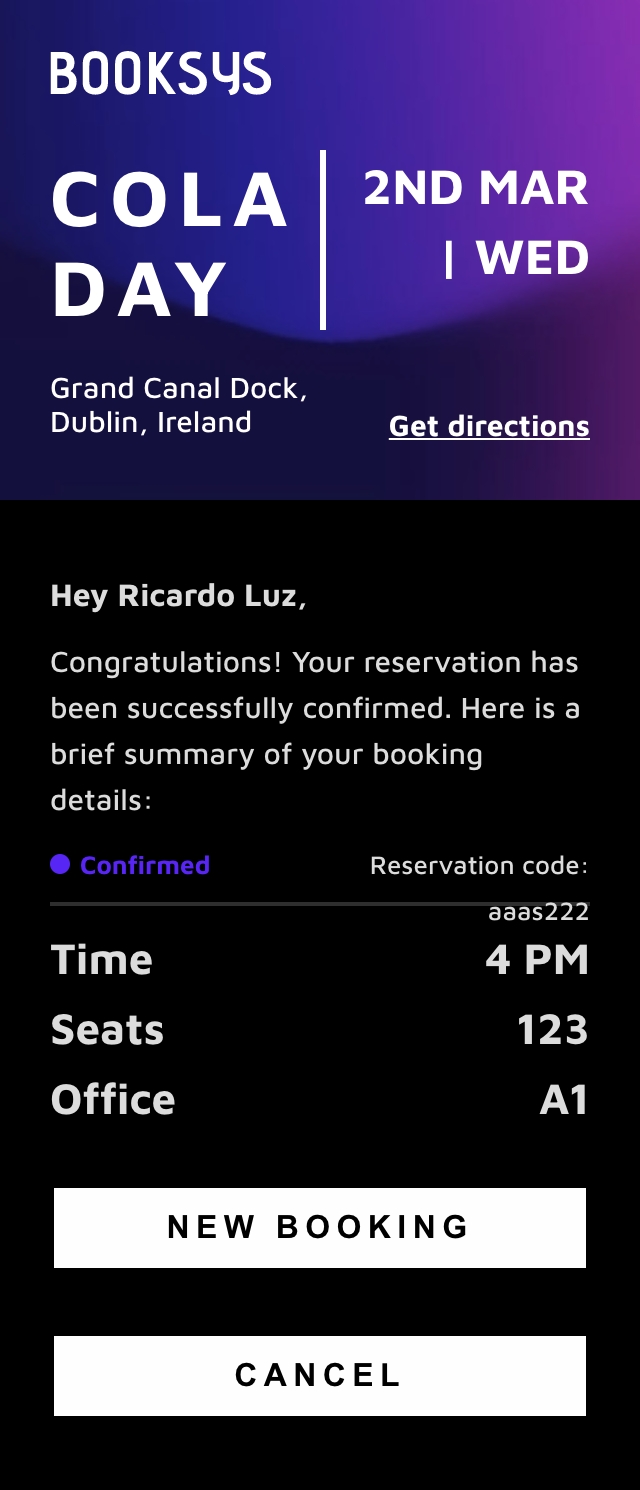 BOOKSYS
COLA
DAY
2ND MAR
| WED
Grand Canal Dock,
Dublin, Ireland
Get directions
Hey Ricardo Luz,
Congratulations! Your reservation has
been successfully confirmed. Here is a
brief summary of your booking
details:
Confirmed
Reservation code:
aaas222
Time 4 PM
Seats 123
Office A1
NEW BOOKING
CANCEL